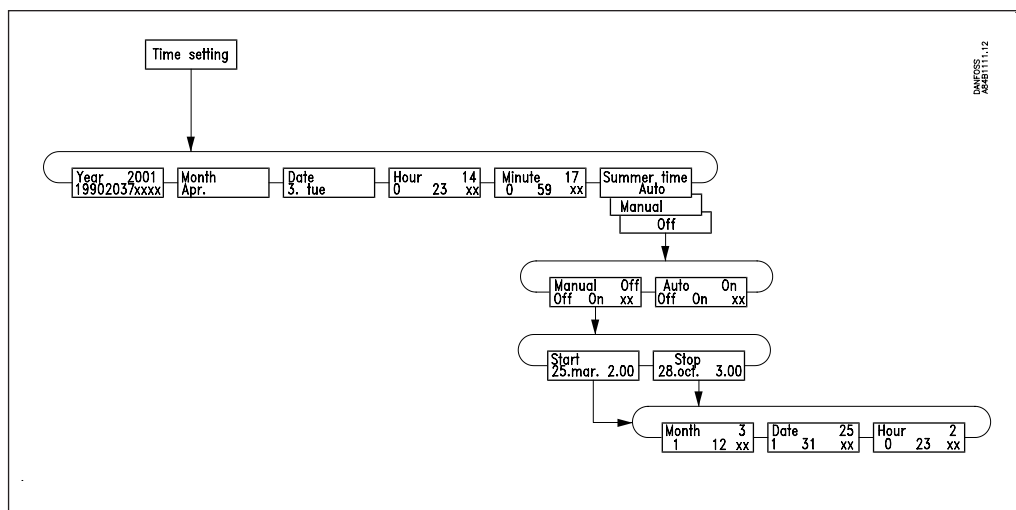 Time setting
DANFOSS
A84B1111.12
Year 2001
19902037xxxx
Month
Apr.
Date
3. tue
Hour 14
0 23 xx
Minute 17
0 59 xx
Summer time
Auto
Manual
Off
Manual Off
Off On xx
Auto On
Off On xx
Start
25.mar. 2.00
Stop
28.oct. 3.00
Month 3
1 12 xx
Date 25
1 31 xx
Hour 2
0 23 xx